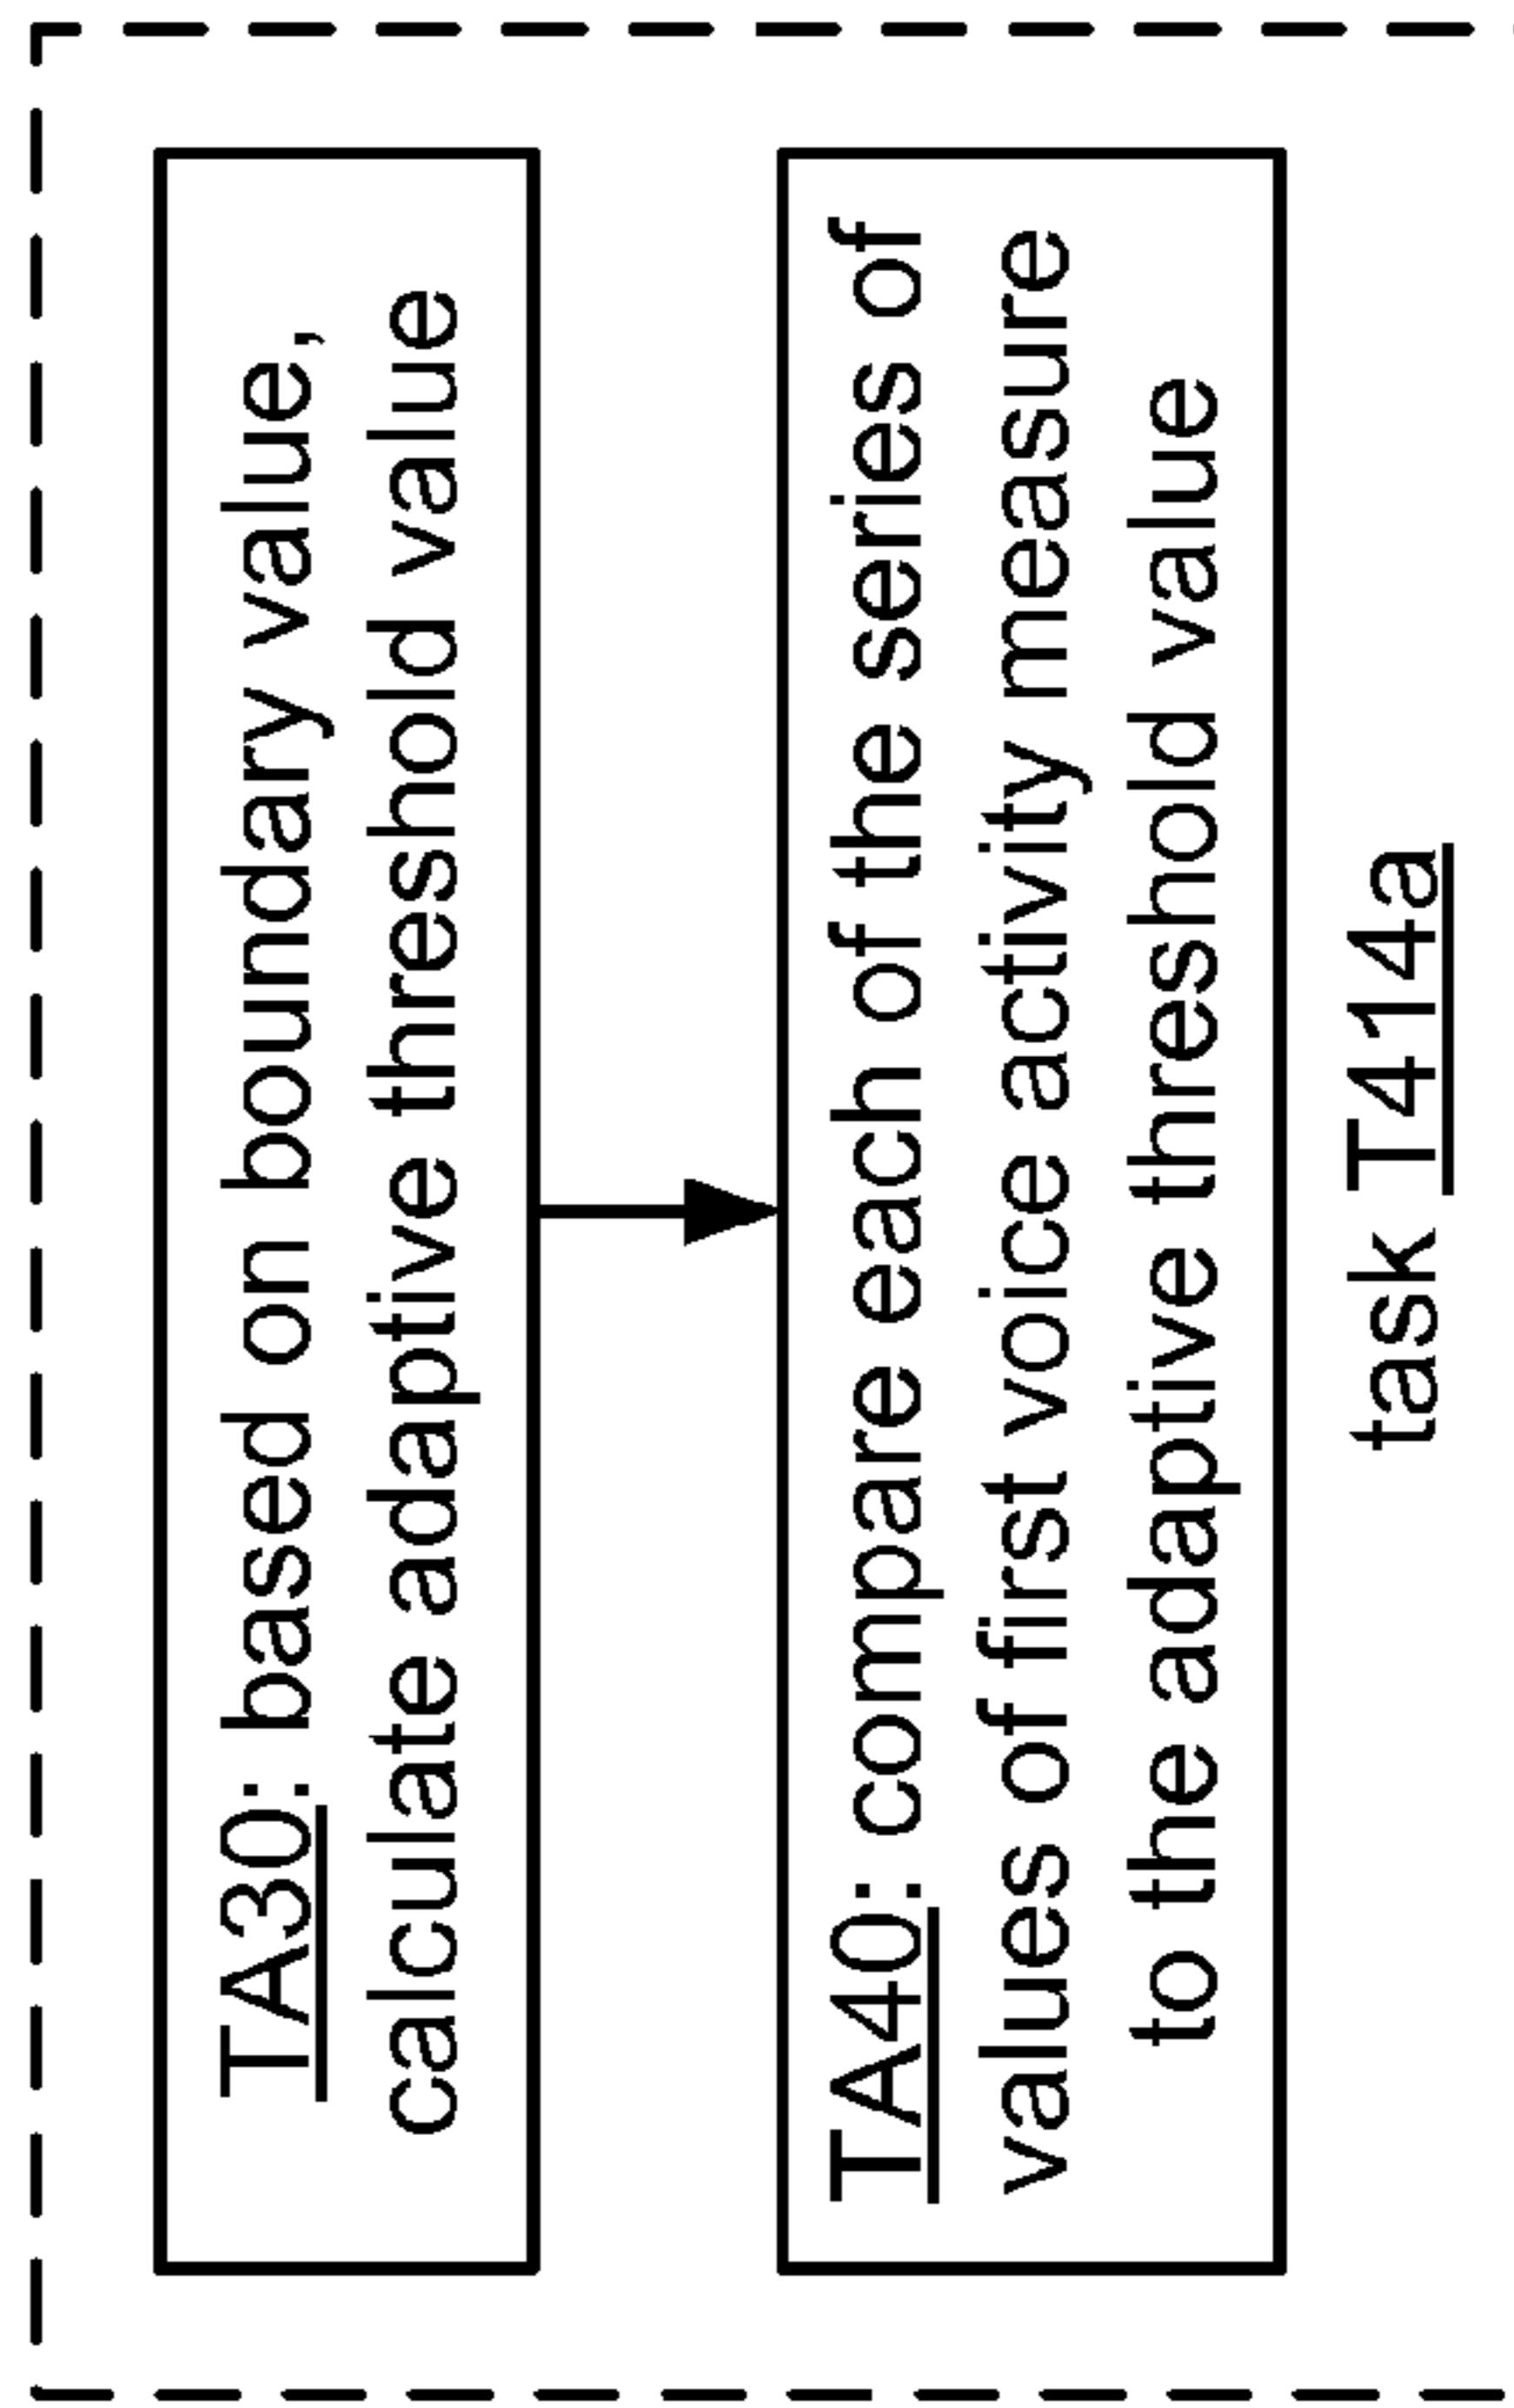 TA30: based on boundary value,
calculate adaptive threshold value
TA40: compare each of the series of
values of first voice activity measure
to the adaptive threshold value
task T414a